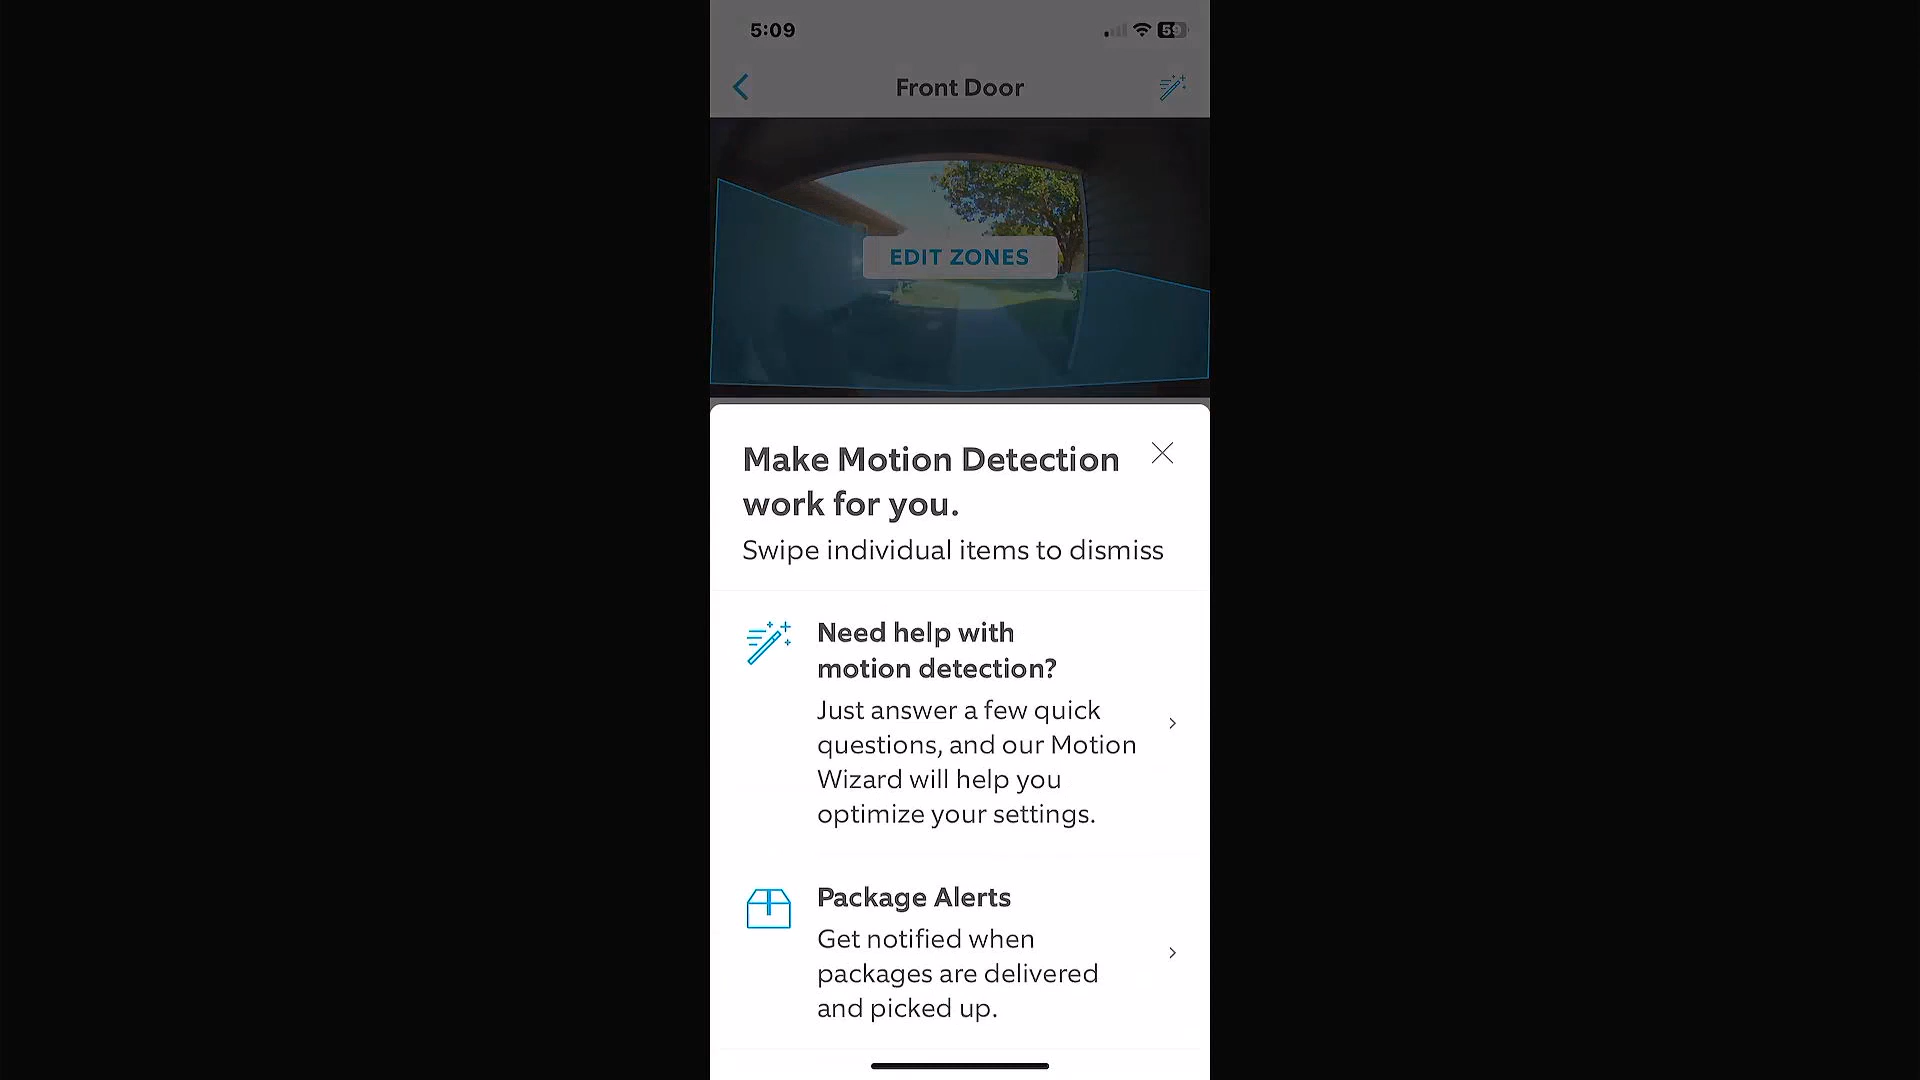 5:09
59
Front Door
EDIT ZONES
Make Motion Detection
work for you.
Swipe individual items to dismiss
Need help with
motion detection?
Just answer a few quick
questions, and our Motion
Wizard will help you
optimize your settings.
Package Alerts
Get notified when
packages are delivered
and picked up.